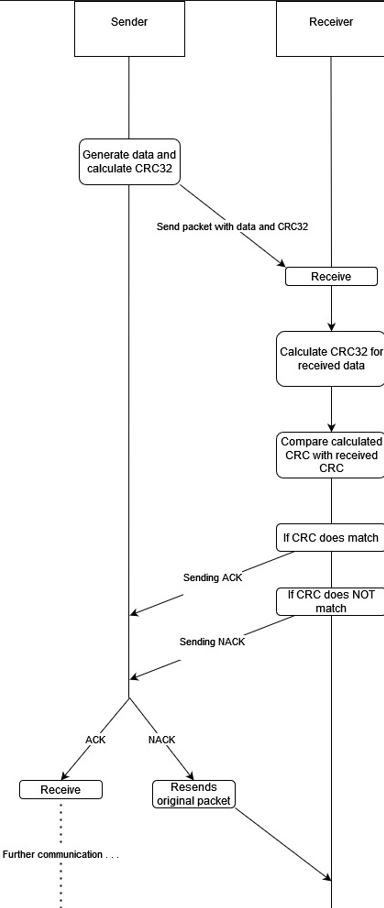 Sender
Receiver
Generate data and
calculate CRC32
Send packet with data and CRC32
Receive
Calculate CRC32 for
received data
Compare calculated
CRC with received
CRC
If CRC does match
Sending ACK
If CRC does NOT
match
Sending NACK
ACK
NACK
Receive
Resends
original packet
Further communication . . .